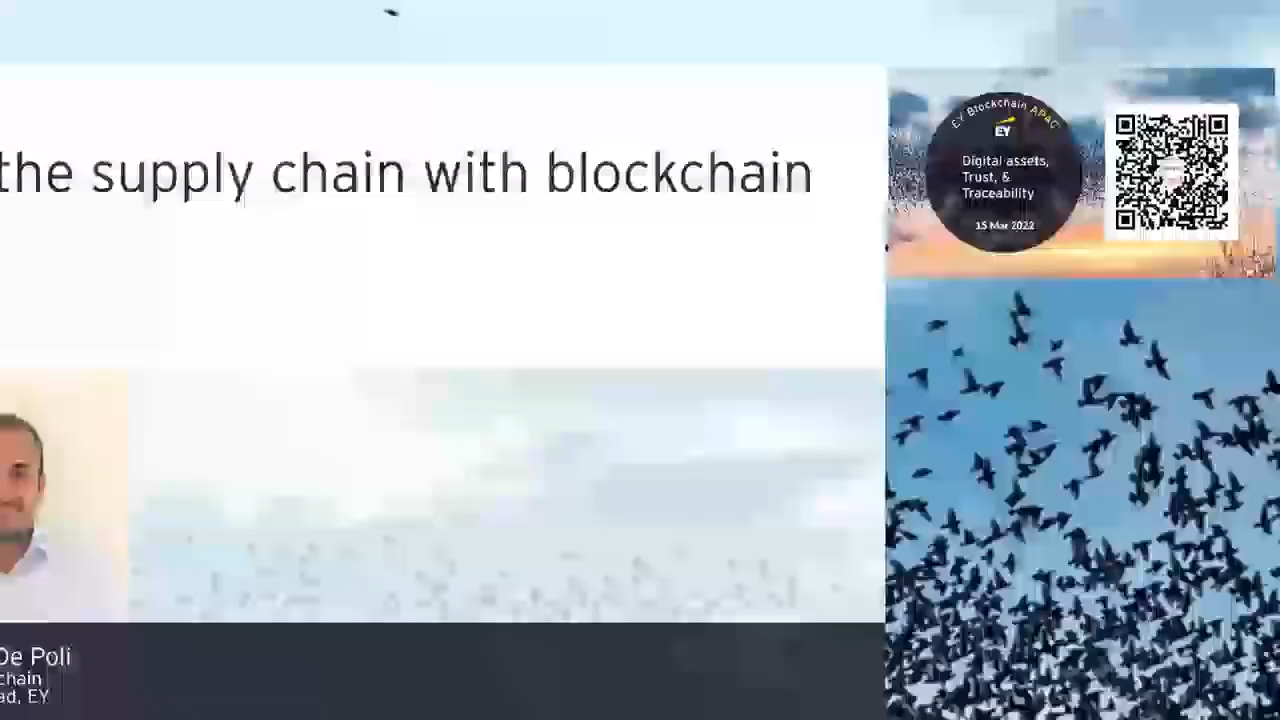 the supply chain with blockchain
EY Blockchain APAC
EY
Digital assets,
Trust, &
Traceability
15 Mar 2022
De Poli
chain
ad, EY